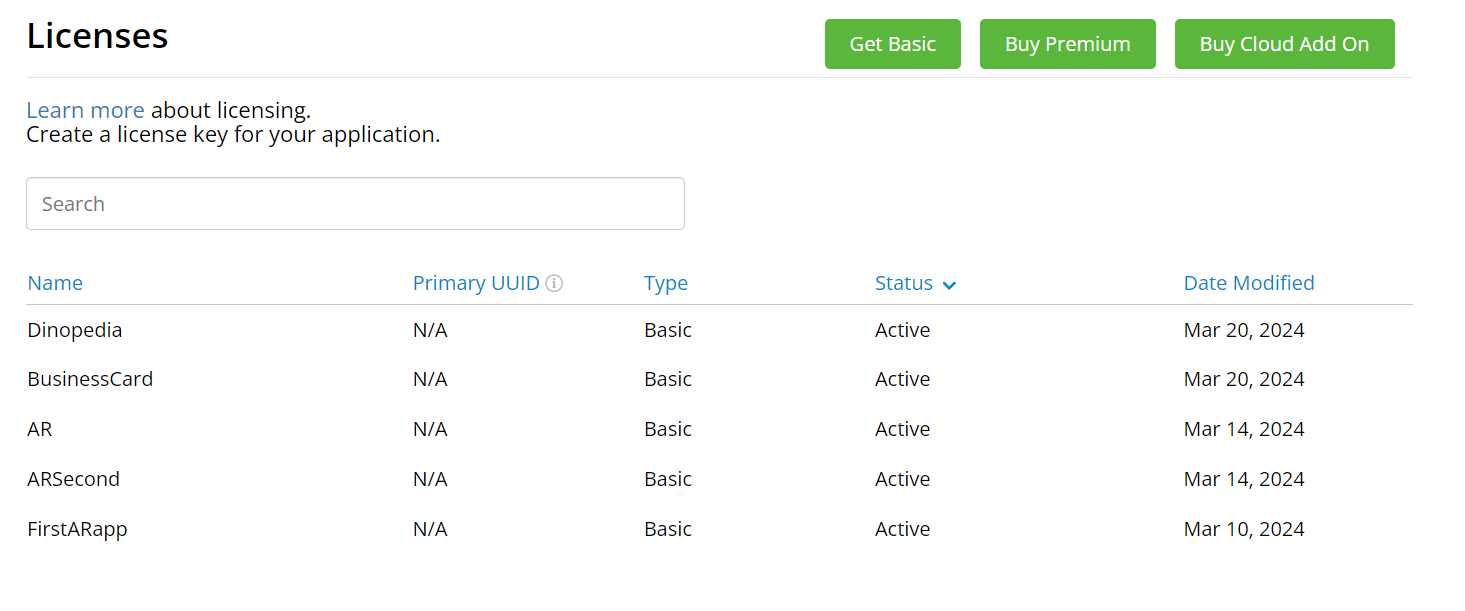 Licenses
Get Basic
Buy Premium
Buy Cloud Add On
Learn more about licensing.
Create a license key for your application.
Search
Name Primary UUID Type Status Date Modified
Dinopedia N/A Basic Active Mar 20, 2024
BusinessCard N/A Basic Active Mar 20, 2024
AR N/A Basic Active Mar 14, 2024
ARSecond N/A Basic Active Mar 14, 2024
FirstARapp N/A Basic Active Mar 10, 2024